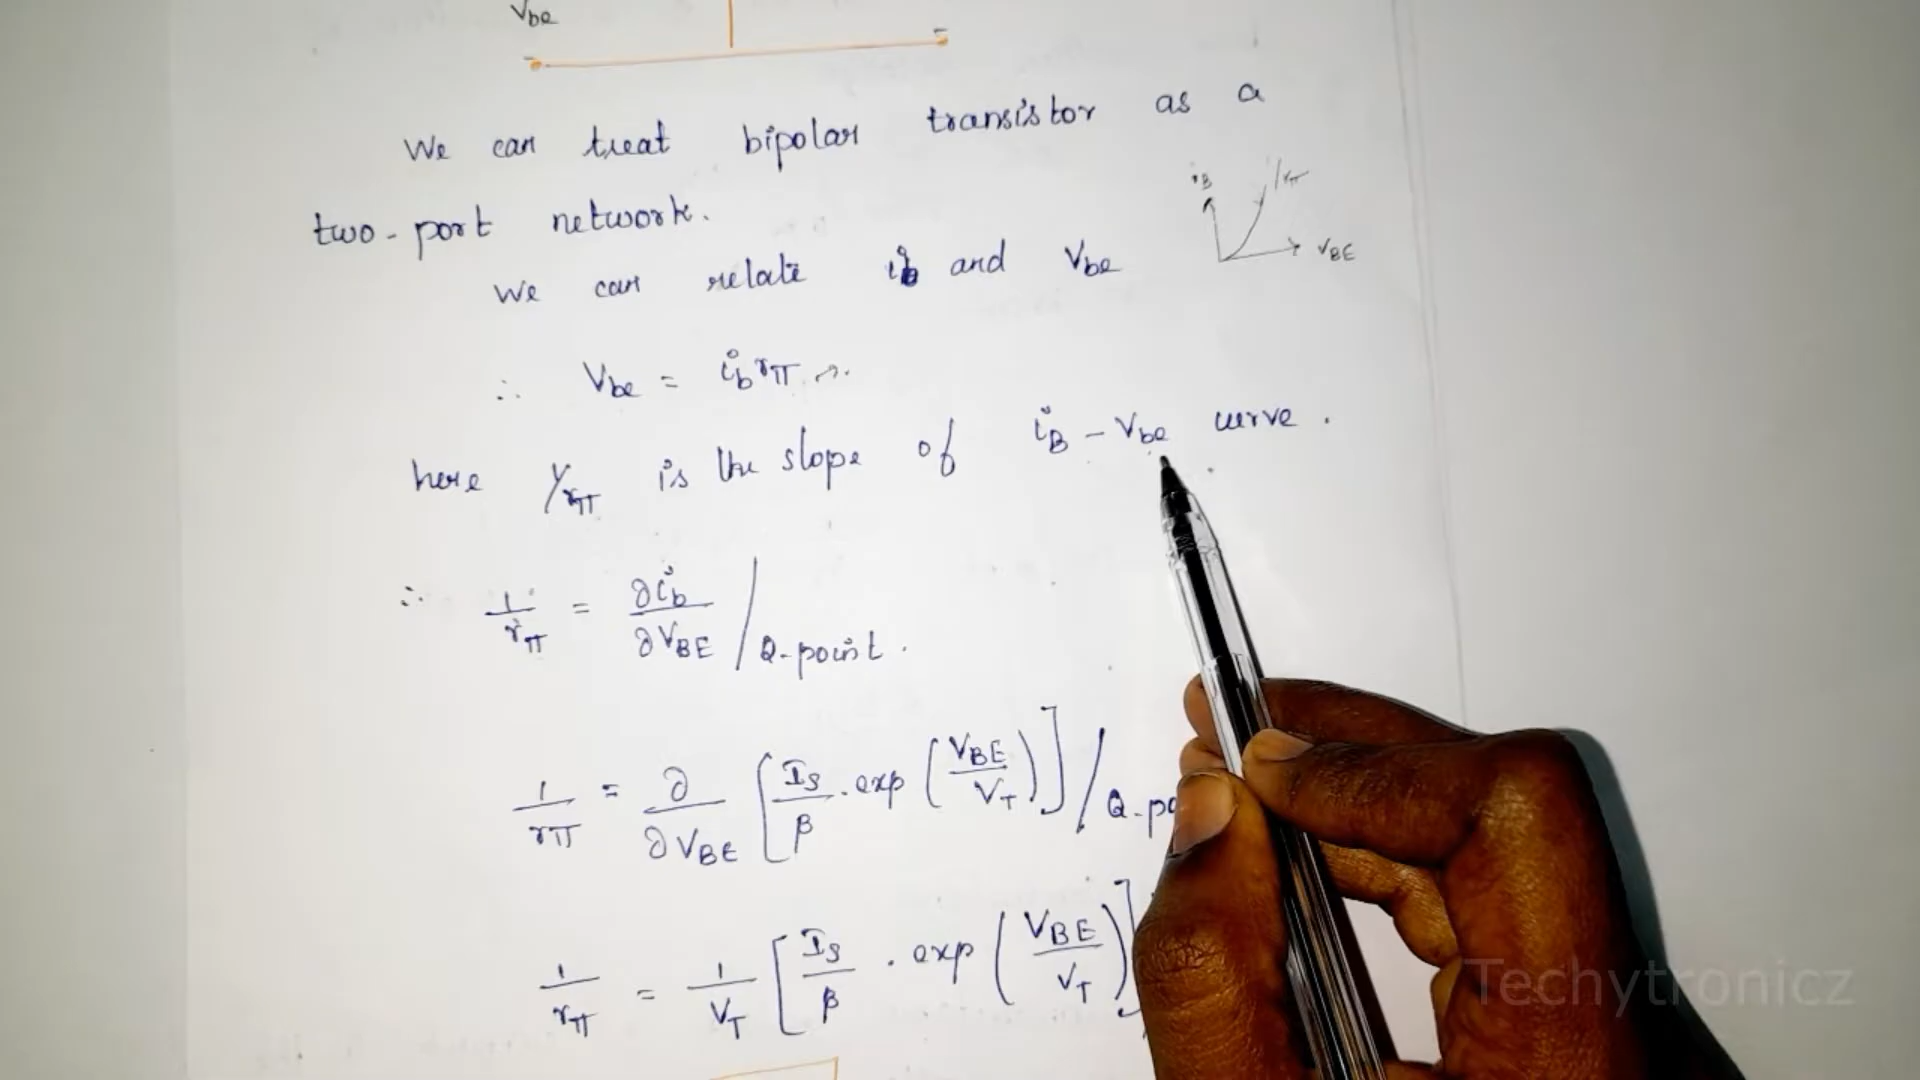 Vbe
We can treat bipolar transistor as a
two-port network.
iB 1/rπ
VBE
We can relate ib and Vbe
∴ Vbe = ib rπ
here 1/rπ is the slope of iB - Vbe curve.
∴ 1/rπ = ∂ib/∂VBE / Q-point.
1/rπ = ∂/∂VBE [IS/β . exp (VBE/VT)] / Q-po
1/rπ = 1/VT [IS/β . exp (VBE/VT)]
Techytronicz